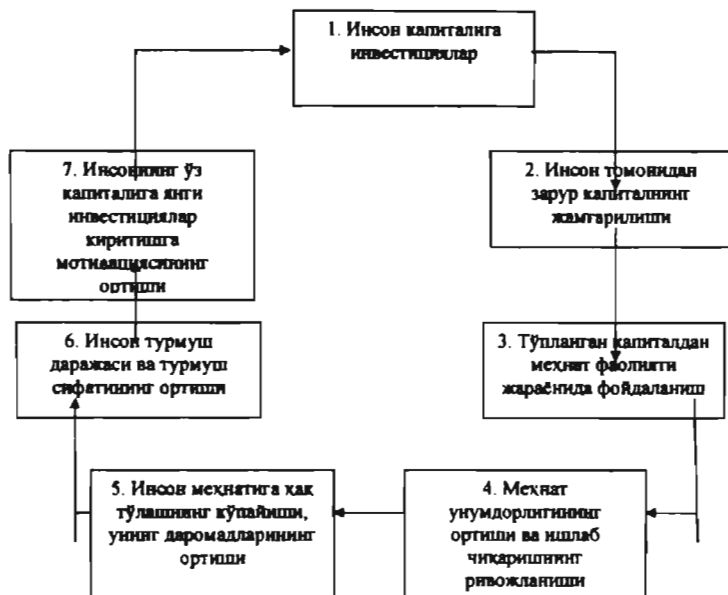 1. Инсон капиталига
инвестициялар
2. Инсон томонидан
зарур капиталнинг
жамғарилиши
3. Тўпланган капиталдан
меҳнат фаолияти
жараёнида фойдаланиш
4. Меҳнат
унумдорлигининг
ортиши ва ишлаб
чиқаришнинг
ривожланиши
5. Инсон меҳнатига ҳақ
тўлашнинг кўпайиши,
унинг даромадларининг
ортиши
6. Инсон турмуш
даражаси ва турмуш
сифатининг ортиши
7. Инсоннинг ўз
капиталига янги
инвестициялар
киритишга
мотивациясининг
ортиши